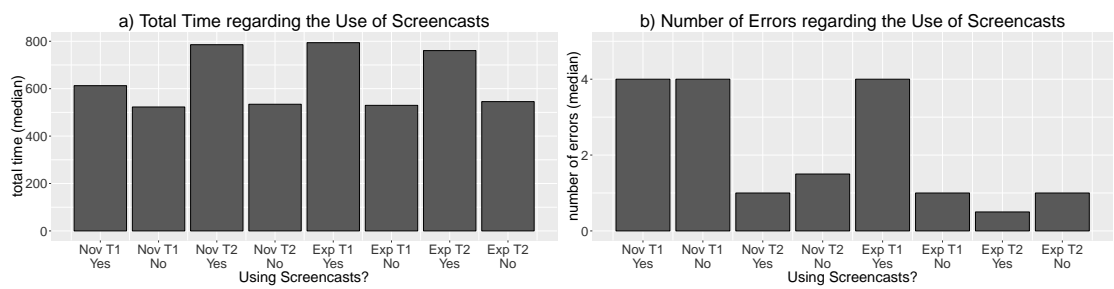 a) Total Time regarding the Use of Screencasts
total time (median)
800
600
400
200
0
Nov T1 Nov T1 Nov T2 Nov T2 Exp T1 Exp T1 Exp T2 Exp T2
Yes No Yes No Yes No Yes No
Using Screencasts?
b) Number of Errors regarding the Use of Screencasts
number of errors (median)
4
2
0
Nov T1 Nov T1 Nov T2 Nov T2 Exp T1 Exp T1 Exp T2 Exp T2
Yes No Yes No Yes No Yes No
Using Screencasts?